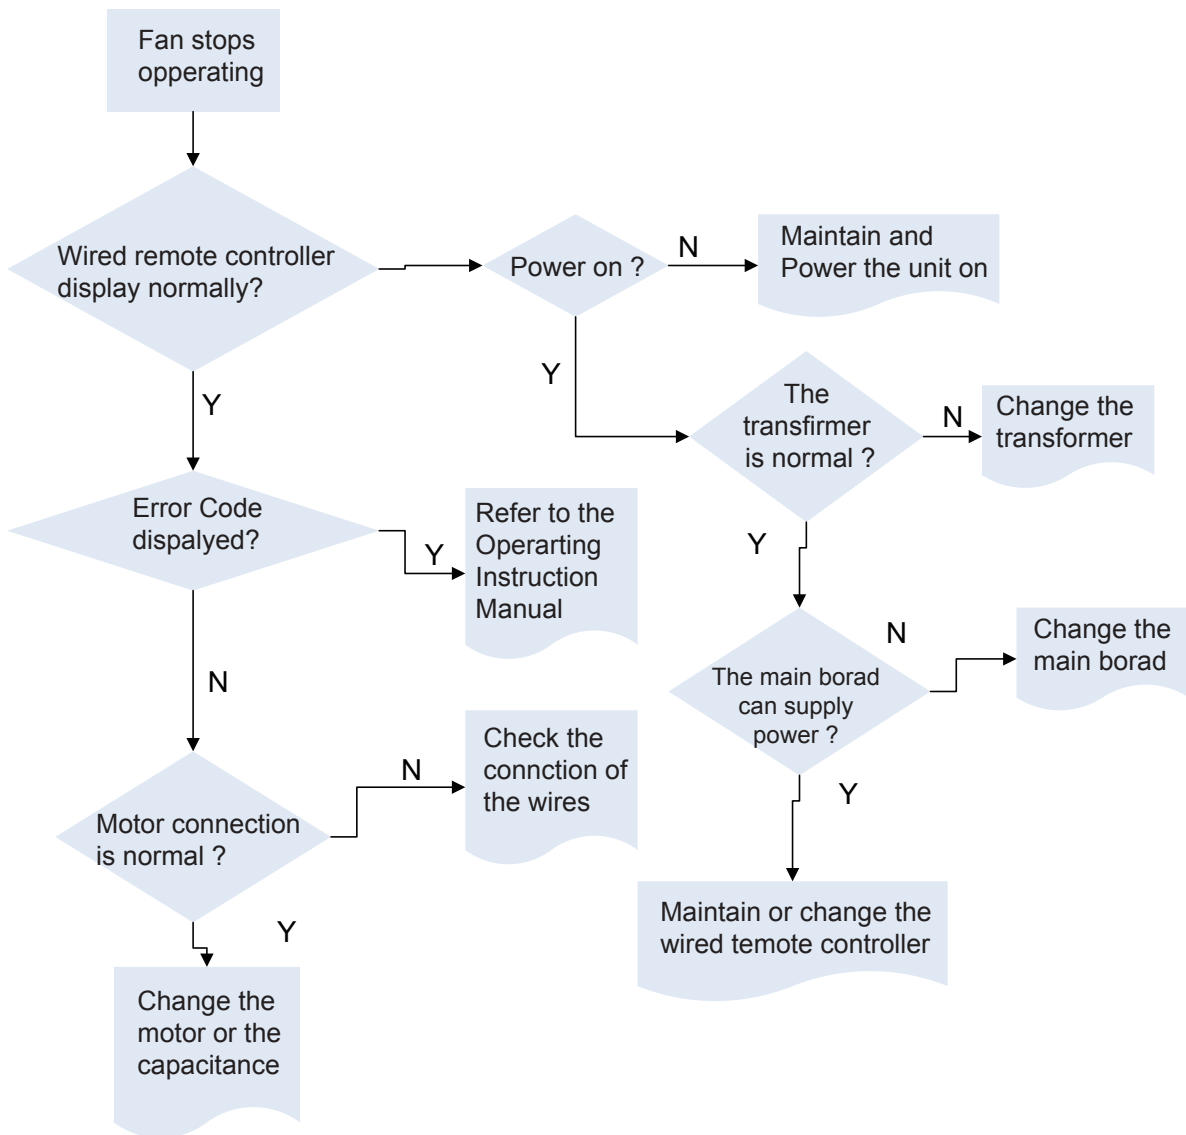 Fan stops
opperating
Wired remote controller
display normally?
Power on ?
N
Maintain and
Power the unit on
Y
Y
The
transfirmer
is normal ?
N
Change the
transformer
Error Code
dispalyed?
Y
Refer to the
Operarting
Instruction
Manual
Y
N
The main borad
can supply
power ?
N
Change the
main borad
Motor connection
is normal ?
N
Check the
connction of
the wires
Y
Maintain or change the
wired temote controller
Y
Change the
motor or the
capacitance